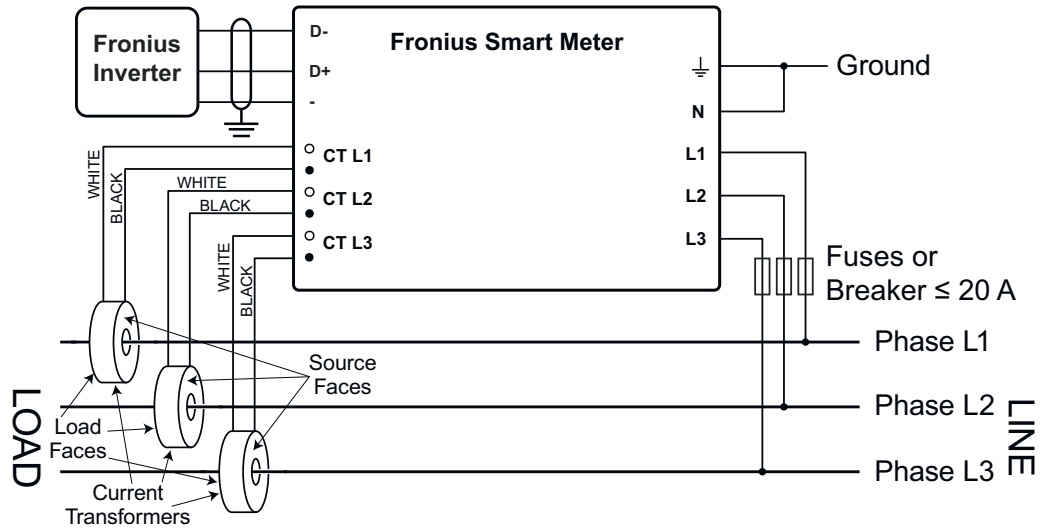 Fronius
Inverter
D-
D+
-
Fronius Smart Meter
Ground
N
WHITE
BLACK
CT L1
L1
WHITE
BLACK
CT L2
L2
WHITE
BLACK
CT L3
L3
Fuses or
Breaker ≤ 20 A
Phase L1
Source
Faces
Phase L2
LOAD
Load
Faces
LINE
Phase L3
Current
Transformers